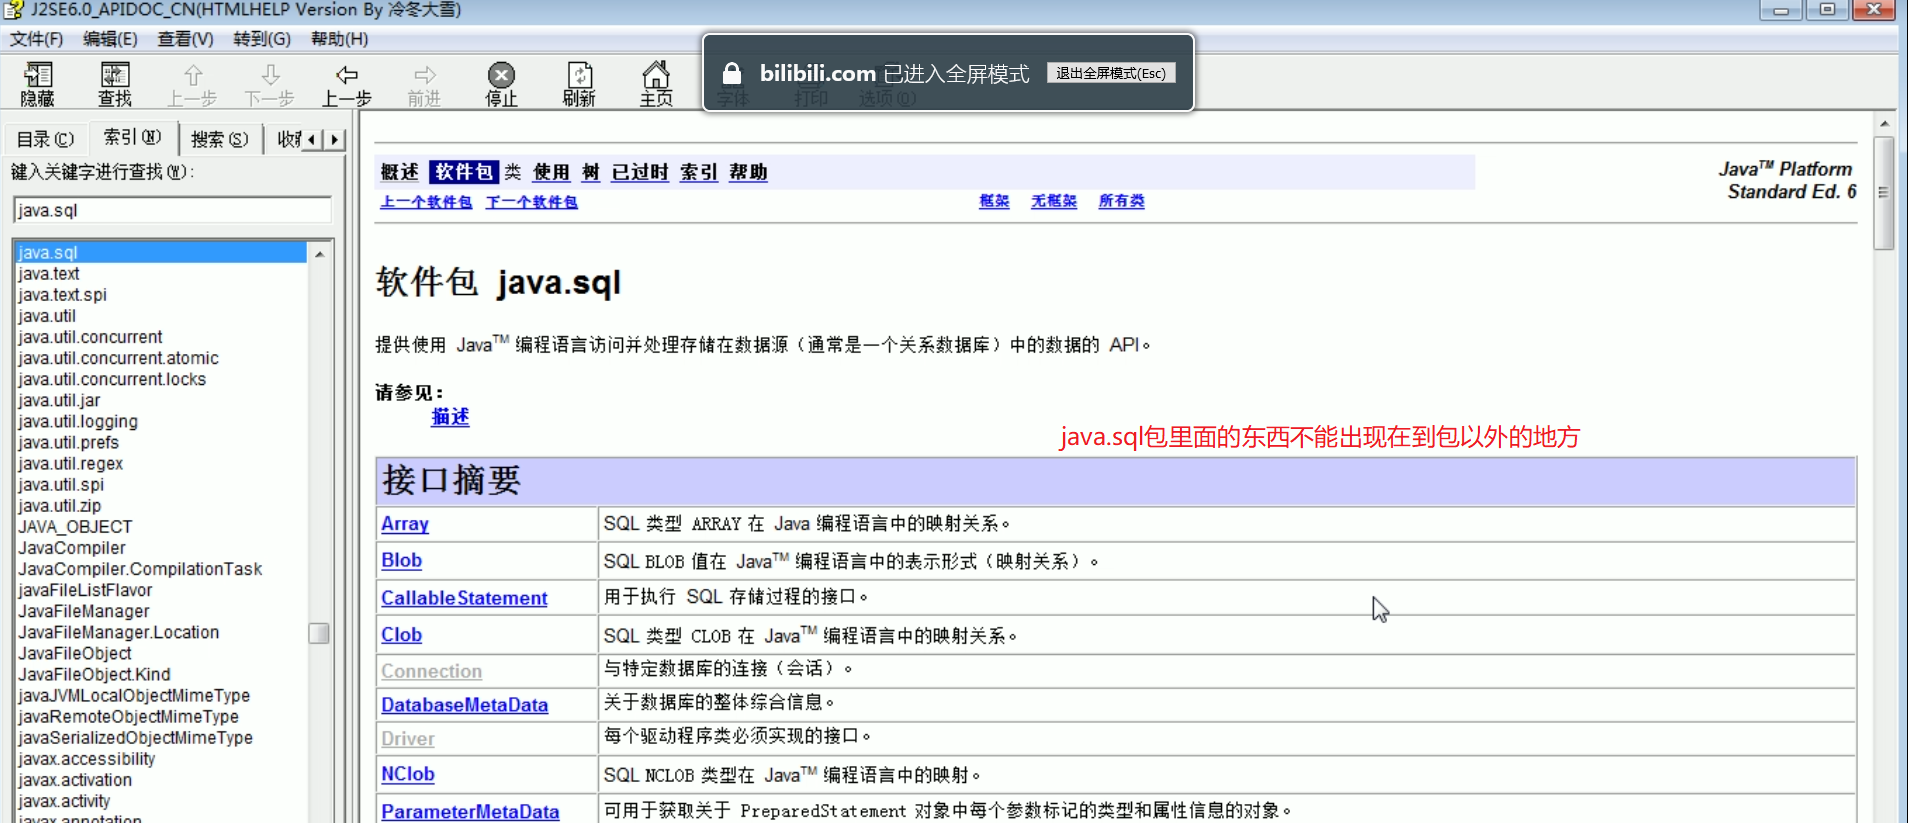 J2SE6.0_APIDOC_CN(HTMLHELP Version By 冷冬大雪)
文件(F) 编辑(E) 查看(V) 转到(G) 帮助(H)
隐藏 查找 上一步 下一步 上一步 前进 停止 刷新 主页 字体 打印 选项(O)
bilibili.com 已进入全屏模式 退出全屏模式(Esc)
目录(C) 索引(N) 搜索(S) 收藏
键入关键字进行查找(W):
java.sql
java.sql
java.text
java.text.spi
java.util
java.util.concurrent
java.util.concurrent.atomic
java.util.concurrent.locks
java.util.jar
java.util.logging
java.util.prefs
java.util.regex
java.util.spi
java.util.zip
JAVA_OBJECT
JavaCompiler
JavaCompiler.CompilationTask
javaFileListFlavor
JavaFileManager
JavaFileManager.Location
JavaFileObject
JavaFileObject.Kind
javaJVMLocalObjectMimeType
javaRemoteObjectMimeType
javaSerializedObjectMimeType
javax.accessibility
javax.activation
javax.activity
javax.annotation
概述 软件包 类 使用 树 已过时 索引 帮助
Java™ Platform
Standard Ed. 6
上一个软件包 下一个软件包 框架 无框架 所有类
软件包 java.sql
提供使用 Java™ 编程语言访问并处理存储在数据源（通常是一个关系数据库）中的数据的 API。
请参见：
描述
java.sql包里面的东西不能出现在到包以外的地方
接口摘要
Array SQL 类型 ARRAY 在 Java 编程语言中的映射关系。
Blob SQL BLOB 值在 Java™ 编程语言中的表示形式（映射关系）。
CallableStatement 用于执行 SQL 存储过程的接口。
Clob SQL 类型 CLOB 在 Java™ 编程语言中的映射关系。
Connection 与特定数据库的连接（会话）。
DatabaseMetaData 关于数据库的整体综合信息。
Driver 每个驱动程序类必须实现的接口。
NClob SQL NCLOB 类型在 Java™ 编程语言中的映射。
ParameterMetaData 可用于获取关于 PreparedStatement 对象中每个参数标记的类型和属性信息的对象。